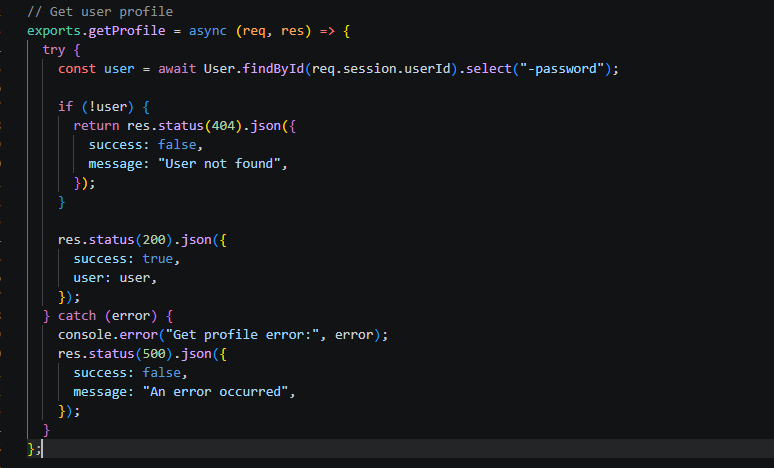 // Get user profile
exports.getProfile = async (req, res) => {
  try {
    const user = await User.findById(req.session.userId).select("-password");

    if (!user) {
      return res.status(404).json({
        success: false,
        message: "User not found",
      });
    }

    res.status(200).json({
      success: true,
      user: user,
    });
  } catch (error) {
    console.error("Get profile error:", error);
    res.status(500).json({
      success: false,
      message: "An error occurred",
    });
  }
};